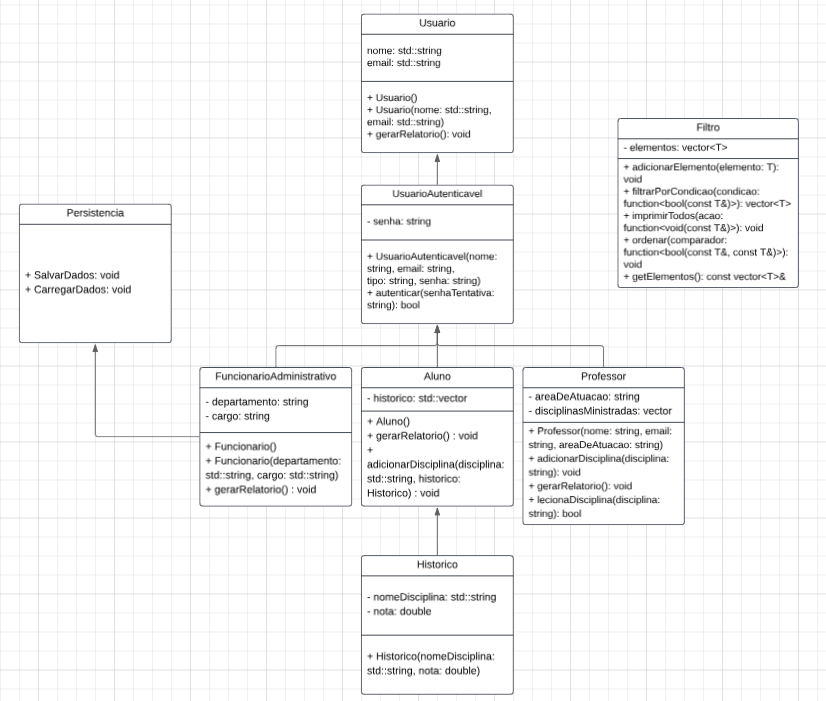 Usuario
nome: std::string
email: std::string
+ Usuario()
+ Usuario(nome: std::string,
email: std::string)
+ gerarRelatorio(): void
Filtro
- elementos: vector<T>
+ adicionarElemento(elemento: T):
void
+ filtrarPorCondicao(condicao:
function<bool(const T&)>): vector<T>
+ imprimirTodos(acao:
function<void(const T&)>): void
+ ordenar(comparador:
function<bool(const T&, const T&)>):
void
+ getElementos(): const vector<T>&
UsuarioAutenticavel
- senha: string
+ UsuarioAutenticavel(nome:
string, email: string,
tipo: string, senha: string)
+ autenticar(senhaTentativa:
string): bool
Persistencia
+ SalvarDados: void
+ CarregarDados: void
FuncionarioAdministrativo
- departamento: string
- cargo: string
+ Funcionario()
+ Funcionario(departamento:
std::string, cargo: std::string)
+ gerarRelatorio() : void
Aluno
- historico: std::vector
+ Aluno()
+ gerarRelatorio() : void
+
adicionarDisciplina(disciplina:
std::string, historico:
Historico) : void
Professor
- areaDeAtuacao: string
- disciplinasMinistradas: vector
+ Professor(nome: string, email:
string, areaDeAtuacao: string)
+ adicionarDisciplina(disciplina:
string): void
+ gerarRelatorio(): void
+ lecionaDisciplina(disciplina:
string): bool
Historico
- nomeDisciplina: std::string
- nota: double
+ Historico(nomeDisciplina:
std::string, nota: double)